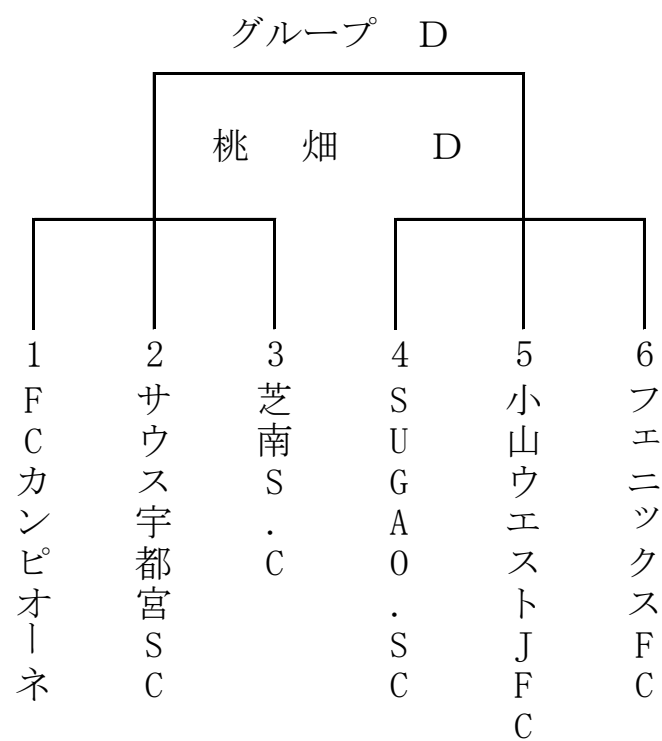 グループ　D
桃　畑　　D
1
FCカンピオーネ
2
サウス宇都宮SC
3
芝南S.C
4
SUGAO.SC
5
小山ウエストJFC
6
フェニックスFC